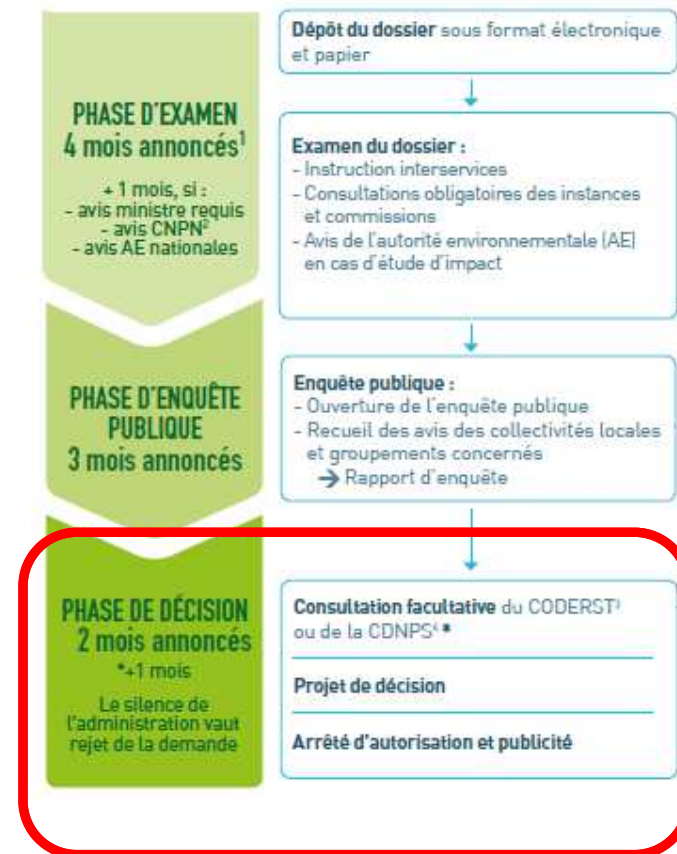 Dépôt du dossier sous format électronique
et papier
PHASE D'EXAMEN
4 mois annoncés¹
+ 1 mois, si :
- avis ministre requis
- avis CNPN²
- avis AE nationales
Examen du dossier :
- Instruction interservices
- Consultations obligatoires des instances
et commissions
- Avis de l'autorité environnementale (AE)
en cas d'étude d'impact
PHASE D'ENQUÊTE
PUBLIQUE
3 mois annoncés
Enquête publique :
- Ouverture de l'enquête publique
- Recueil des avis des collectivités locales
et groupements concernés
→ Rapport d'enquête
PHASE DE DÉCISION
2 mois annoncés
*+1 mois
Le silence de
l'administration vaut
rejet de la demande
Consultation facultative du CODERST³
ou de la CDNPS⁴ *
Projet de décision
Arrêté d'autorisation et publicité